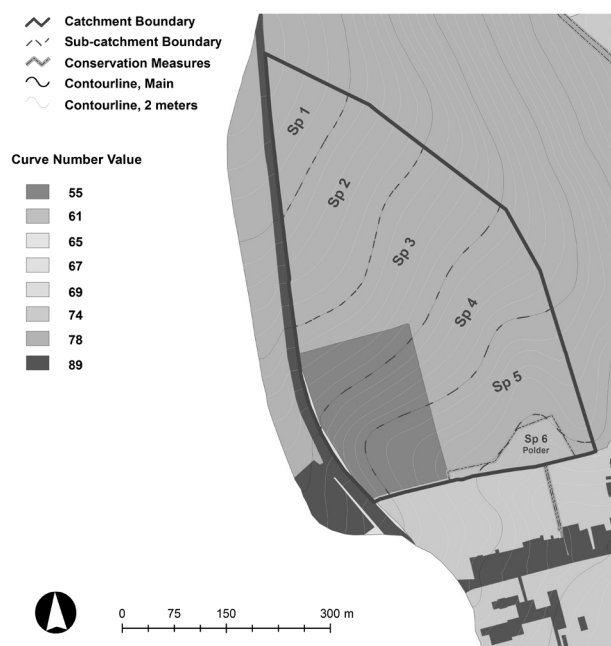 Catchment Boundary
Sub-catchment Boundary
Conservation Measures
Contourline, Main
Contourline, 2 meters
Curve Number Value
55
61
65
67
69
74
78
89
Sp 1
Sp 2
Sp 3
Sp 4
Sp 5
Sp 6
Polder
0 75 150 300 m